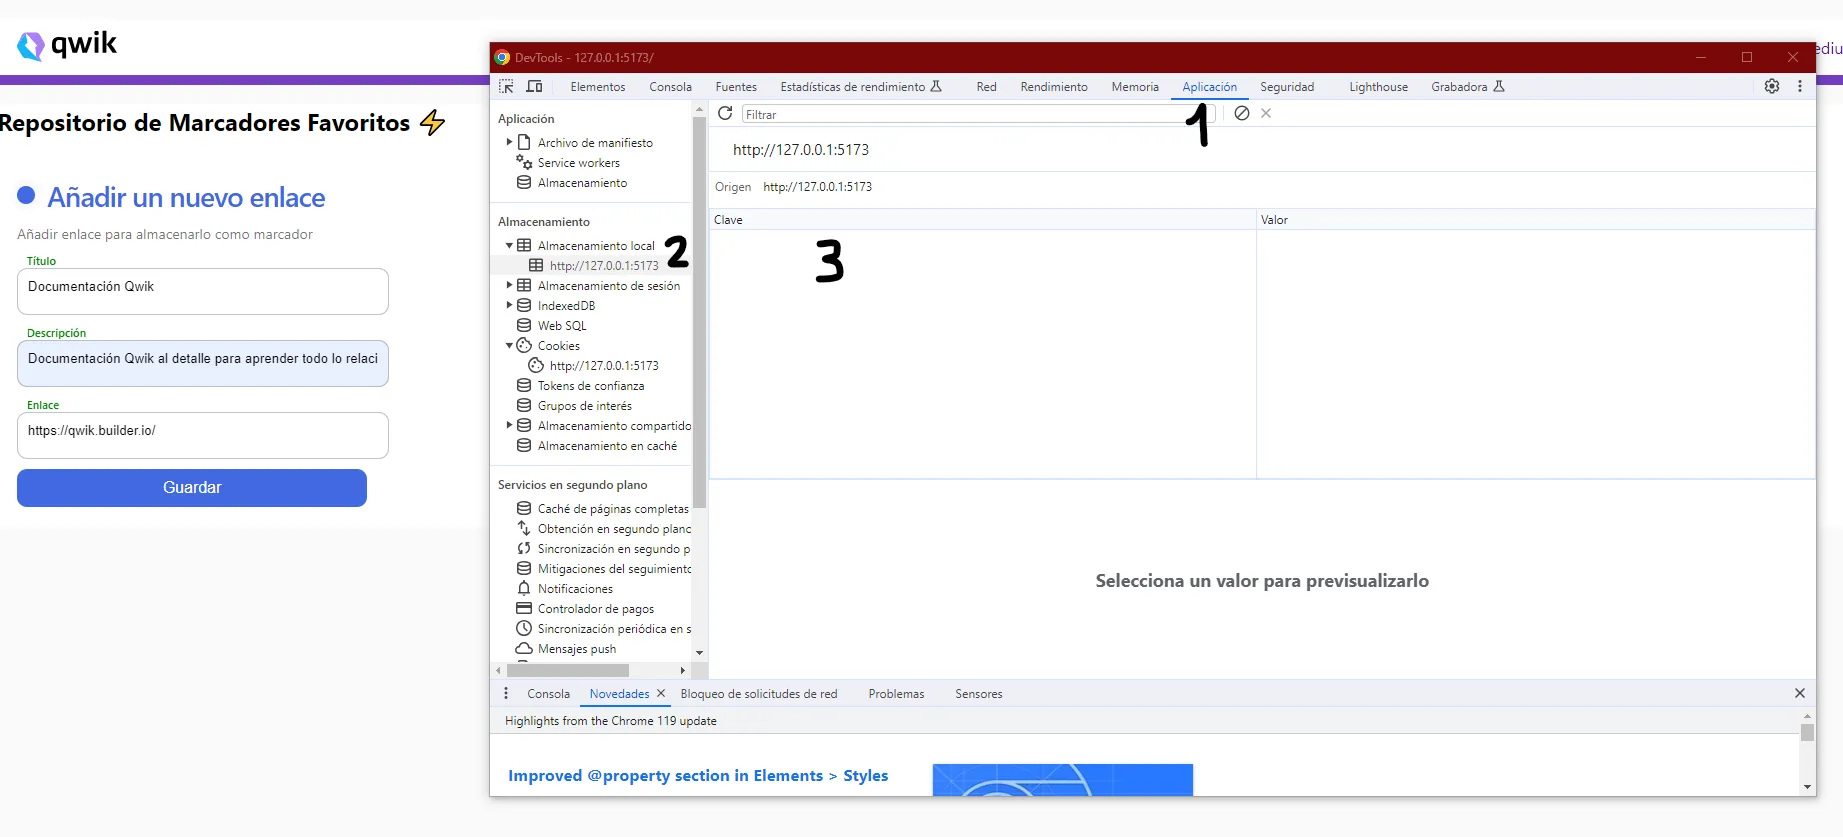 qwik
Repositorio de Marcadores Favoritos ⚡
Añadir un nuevo enlace
Añadir enlace para almacenarlo como marcador
Título
Documentación Qwik
Descripción
Documentación Qwik al detalle para aprender todo lo relaci
Enlace
https://qwik.builder.io/
Guardar
ediu
DevTools - 127.0.0.1:5173/
Elementos Consola Fuentes Estadísticas de rendimiento Red Rendimiento Memoria Aplicación Seguridad Lighthouse Grabadora
Aplicación
Archivo de manifiesto
Service workers
Almacenamiento
Almacenamiento
Almacenamiento local
http://127.0.0.1:5173
Almacenamiento de sesión
IndexedDB
Web SQL
Cookies
http://127.0.0.1:5173
Tokens de confianza
Grupos de interés
Almacenamiento compartido
Almacenamiento en caché
Servicios en segundo plano
Caché de páginas completas
Obtención en segundo plano
Sincronización en segundo p
Mitigaciones del seguimiento
Notificaciones
Controlador de pagos
Sincronización periódica en s
Mensajes push
Filtrar
1
http://127.0.0.1:5173
Origen http://127.0.0.1:5173
Clave Valor
2
3
Selecciona un valor para previsualizarlo
Consola Novedades Bloqueo de solicitudes de red Problemas Sensores
Highlights from the Chrome 119 update
Improved @property section in Elements > Styles